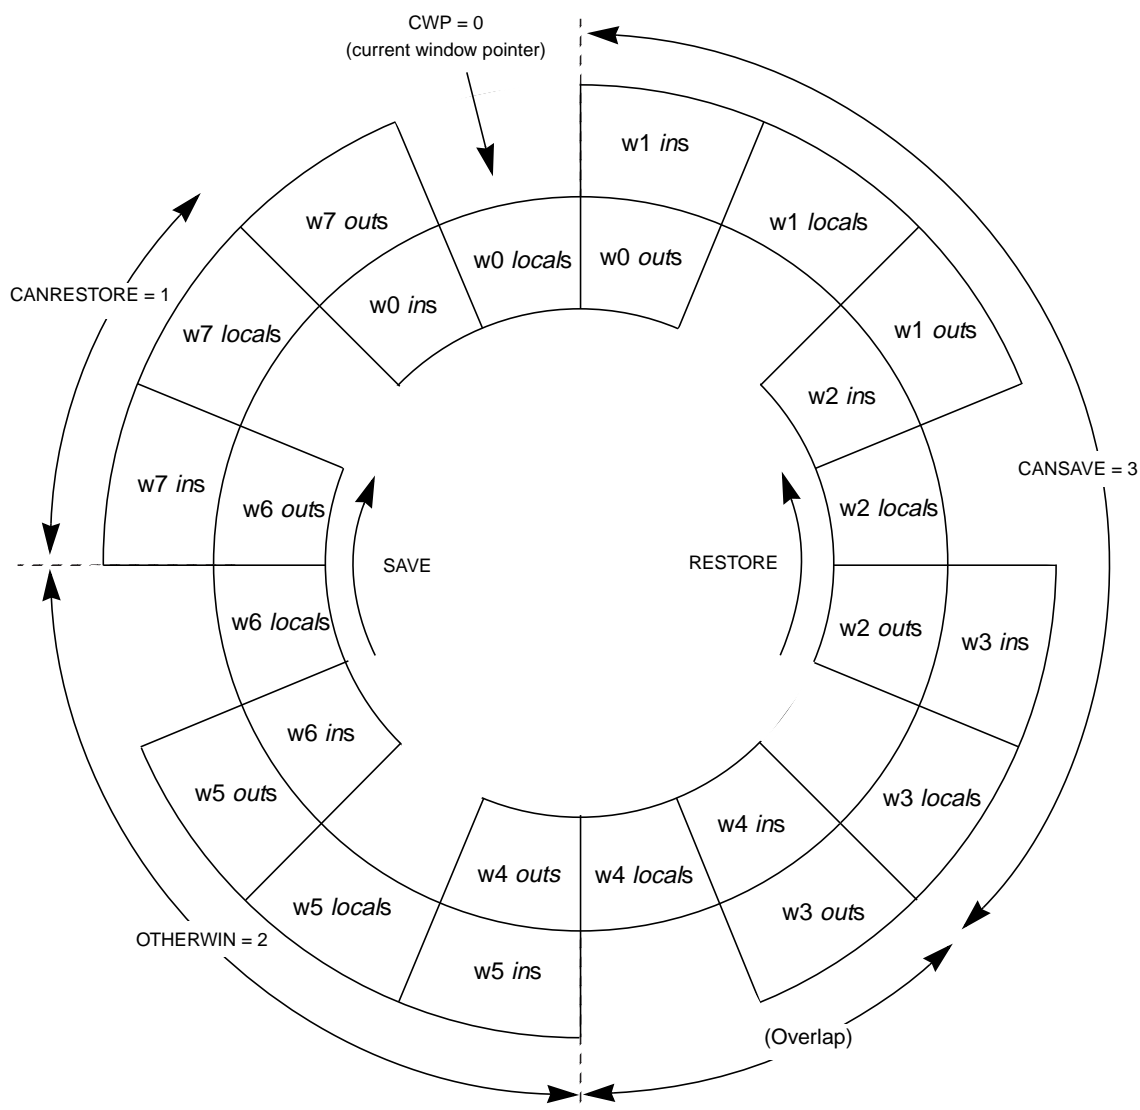 CWP = 0
(current window pointer)
w1 ins
w7 outs
w1 locals
w0 locals
w0 outs
CANRESTORE = 1
w0 ins
w7 locals
w1 outs
w2 ins
CANSAVE = 3
w7 ins
w6 outs
w2 locals
SAVE
RESTORE
w6 locals
w2 outs
w3 ins
w6 ins
w5 outs
w3 locals
w4 ins
w4 outs
w4 locals
w5 locals
w3 outs
OTHERWIN = 2
w5 ins
(Overlap)